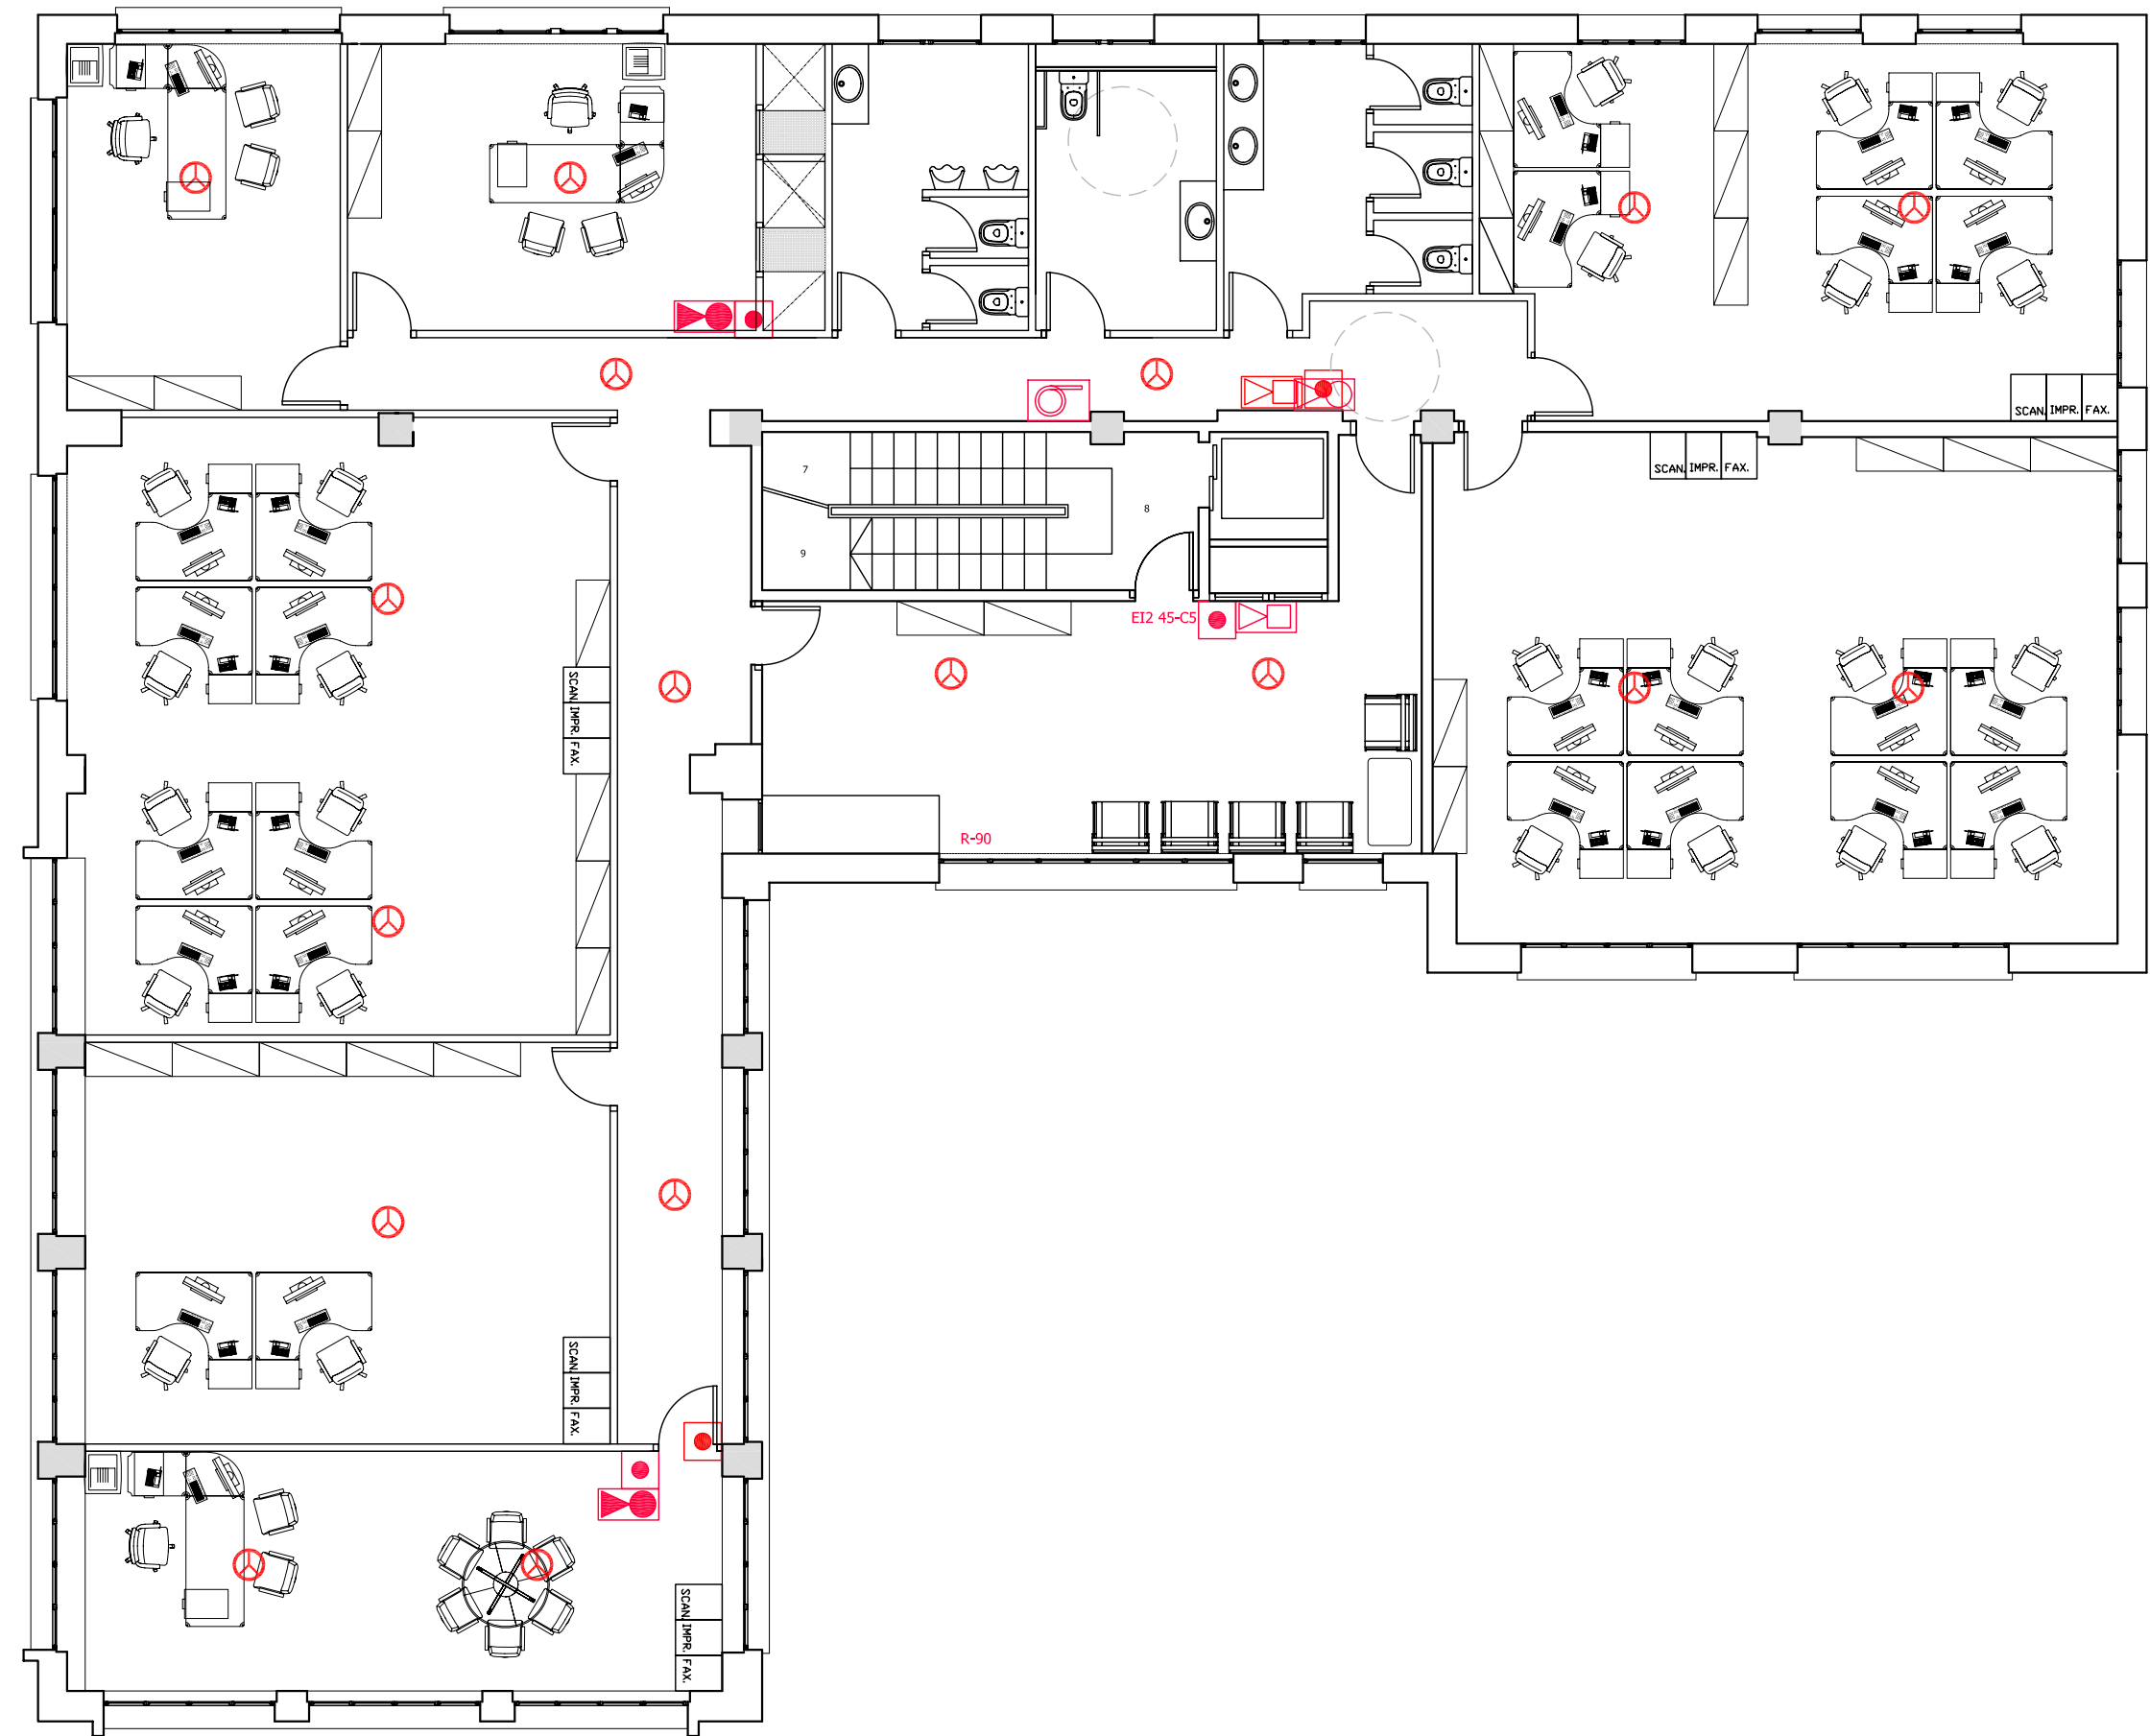 SCAN. IMPR. FAX.
7
SCAN. IMPR. FAX.
8
9
EI2 45-C5
SCAN. IMPR. FAX.
R-90
SCAN. IMPR. FAX.
SCAN. IMPR. FAX.